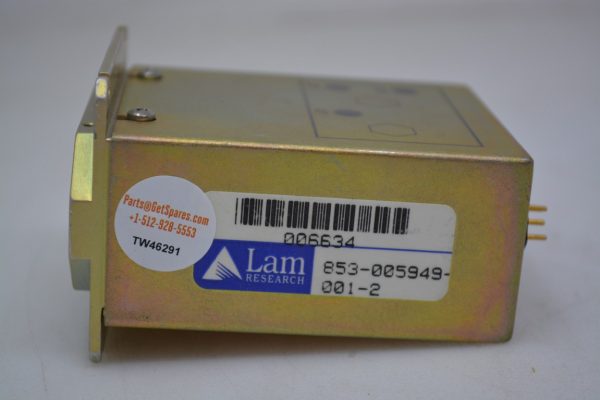 Parts@GetSpares.com
+1-512-928-5553
TW46291
006634
Lam
RESEARCH
853-005949-
001-2